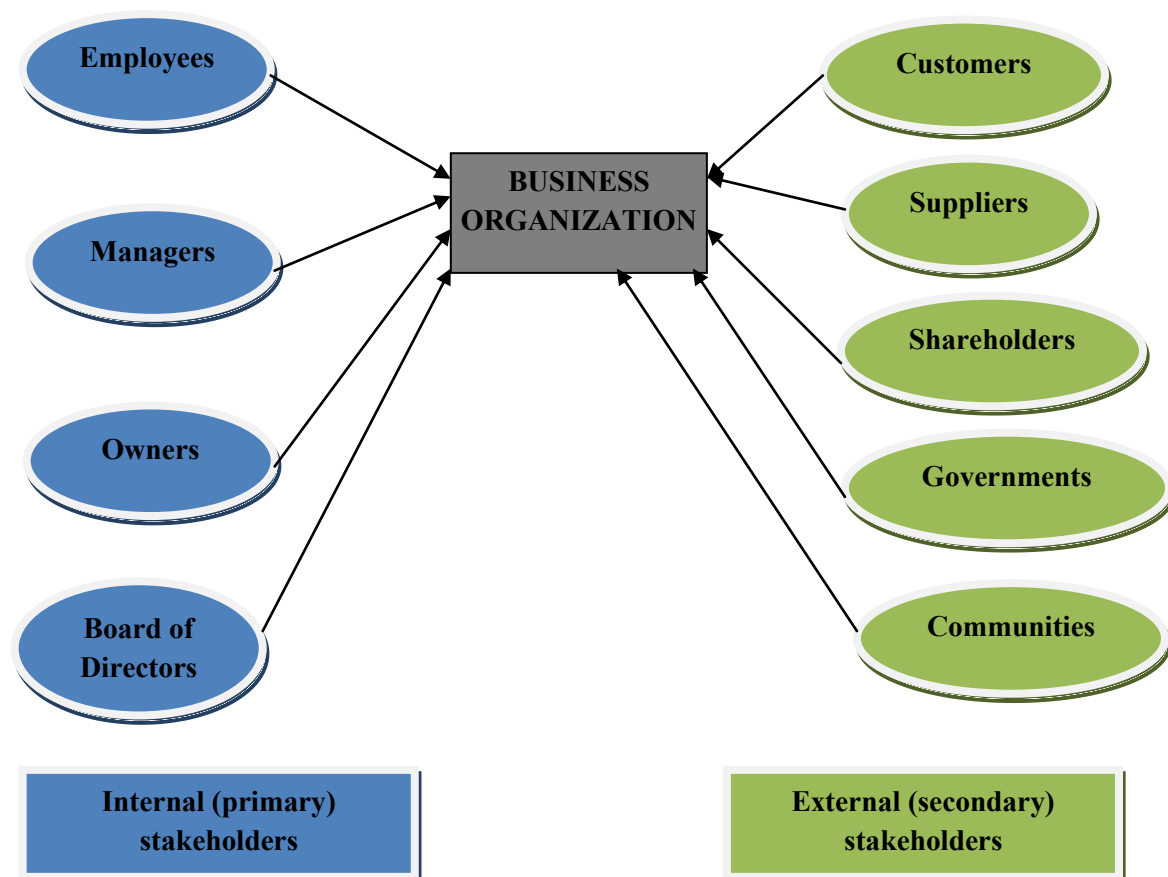 Employees
Managers
Owners
Board of
Directors
BUSINESS
ORGANIZATION
Customers
Suppliers
Shareholders
Governments
Communities
Internal (primary)
stakeholders
External (secondary)
stakeholders